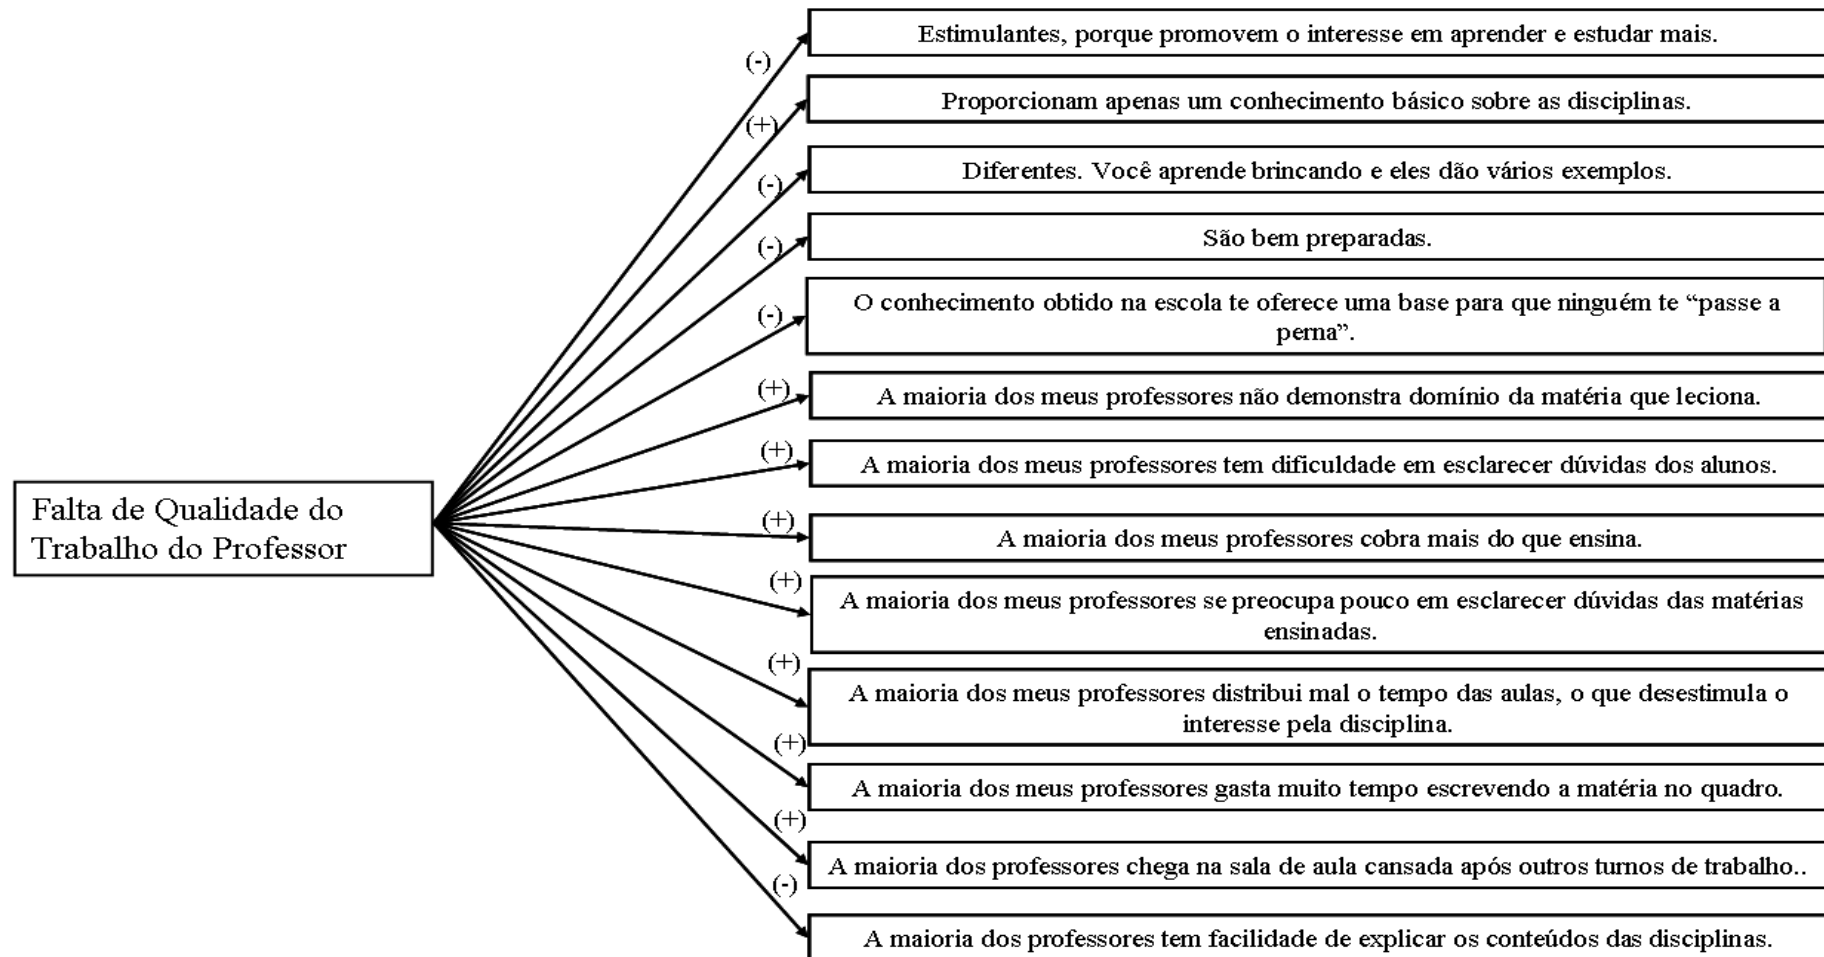 Estimulantes, porque promovem o interesse em aprender e estudar mais.
(-)
Proporcionam apenas um conhecimento básico sobre as disciplinas.
(+)
Diferentes. Você aprende brincando e eles dão vários exemplos.
(-)
São bem preparadas.
(-)
O conhecimento obtido na escola te oferece uma base para que ninguém te “passe a
perna”.
(-)
A maioria dos meus professores não demonstra domínio da matéria que leciona.
(+)
A maioria dos meus professores tem dificuldade em esclarecer dúvidas dos alunos.
(+)
Falta de Qualidade do
Trabalho do Professor
A maioria dos meus professores cobra mais do que ensina.
(+)
A maioria dos meus professores se preocupa pouco em esclarecer dúvidas das matérias
ensinadas.
(+)
A maioria dos meus professores distribui mal o tempo das aulas, o que desestimula o
interesse pela disciplina.
(+)
A maioria dos meus professores gasta muito tempo escrevendo a matéria no quadro.
(+)
A maioria dos professores chega na sala de aula cansada após outros turnos de trabalho..
(+)
A maioria dos professores tem facilidade de explicar os conteúdos das disciplinas.
(-)